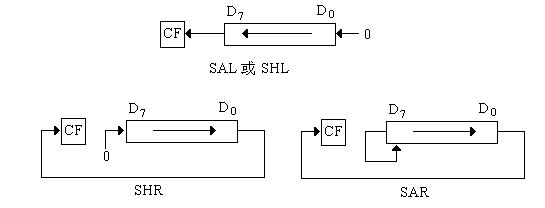 D7 D0
CF 0
SAL 或 SHL
D7 D0 D7 D0
CF CF
0
SHR SAR